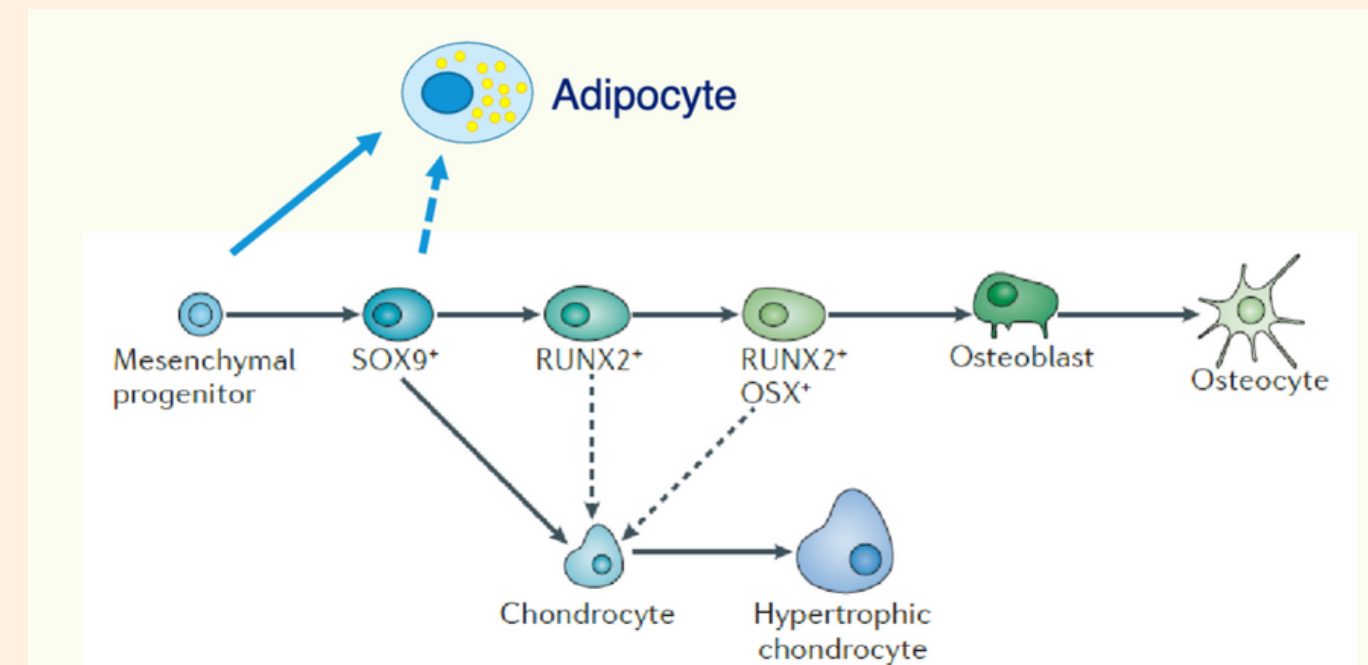 Adipocyte
Mesenchymal
progenitor
SOX9⁺
RUNX2⁺
RUNX2⁺
OSX⁺
Osteoblast
Osteocyte
Chondrocyte
Hypertrophic
chondrocyte